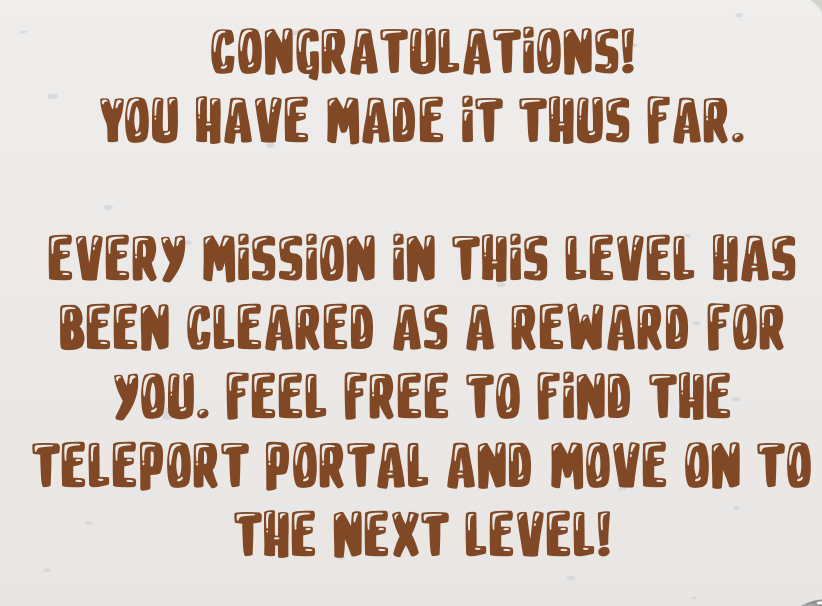 CONGRATULATIONS!
YOU HAVE MADE IT THUS FAR.
EVERY MISSION IN THIS LEVEL HAS
BEEN CLEARED AS A REWARD FOR
YOU. FEEL FREE TO FIND THE
TELEPORT PORTAL AND MOVE ON TO
THE NEXT LEVEL!